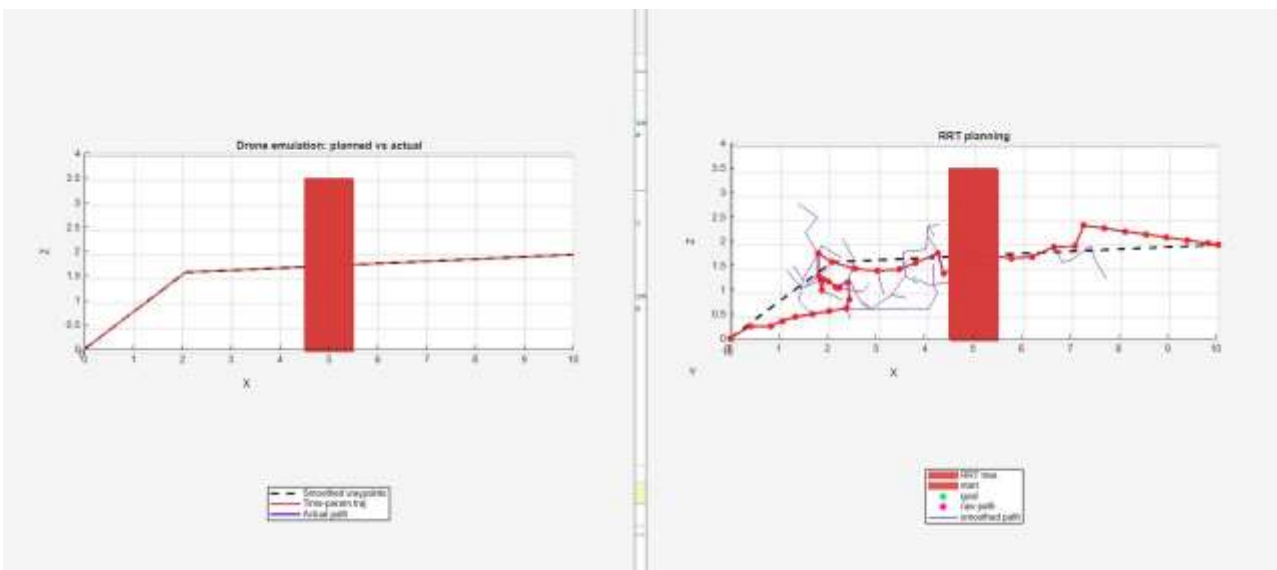 Drone emulation: planned vs actual
4
3.5
3
2.5
2
1.5
1
0.5
0
Z
0 1 2 3 4 5 6 7 8 9 10
X
Smoothed waypoints
Time-param traj
Actual path
RRT planning
4
3.5
3
2.5
2
1.5
1
0.5
0
Z
0 1 2 3 4 5 6 7 8 9 10
Y
X
RRT tree
start
goal
raw path
smoothed path